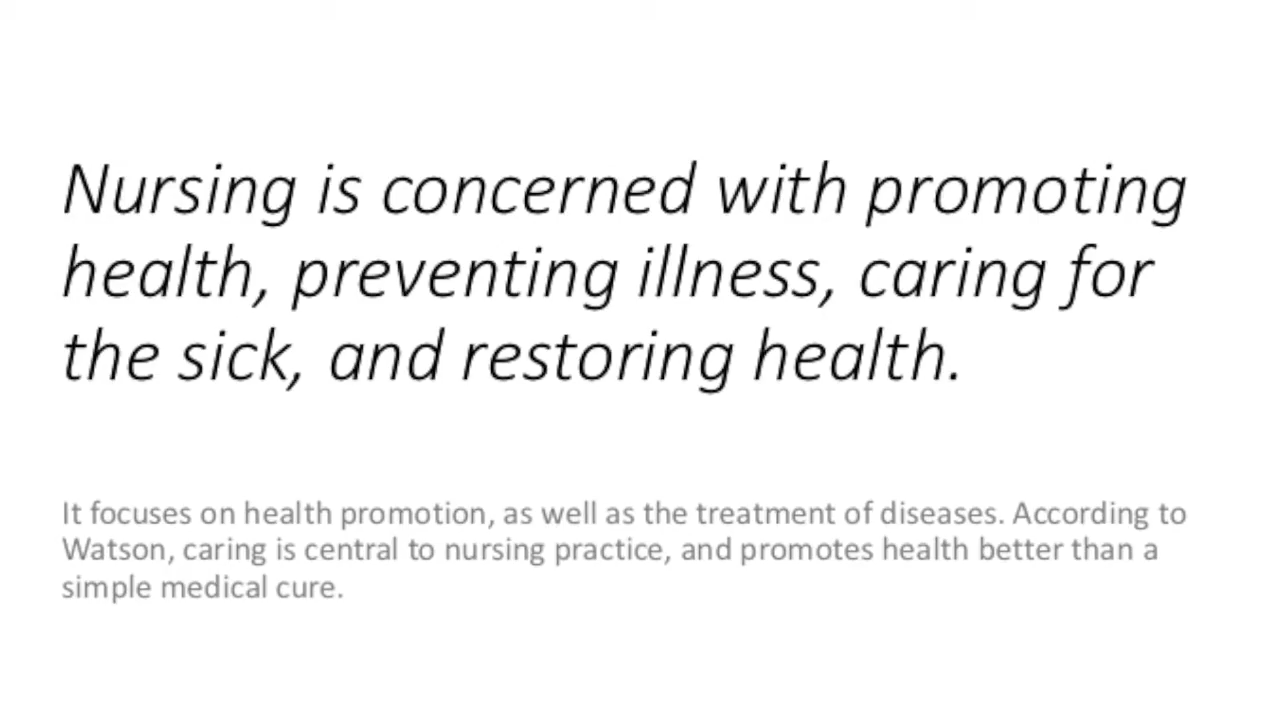 Nursing is concerned with promoting
health, preventing illness, caring for
the sick, and restoring health.
It focuses on health promotion, as well as the treatment of diseases. According to
Watson, caring is central to nursing practice, and promotes health better than a
simple medical cure.